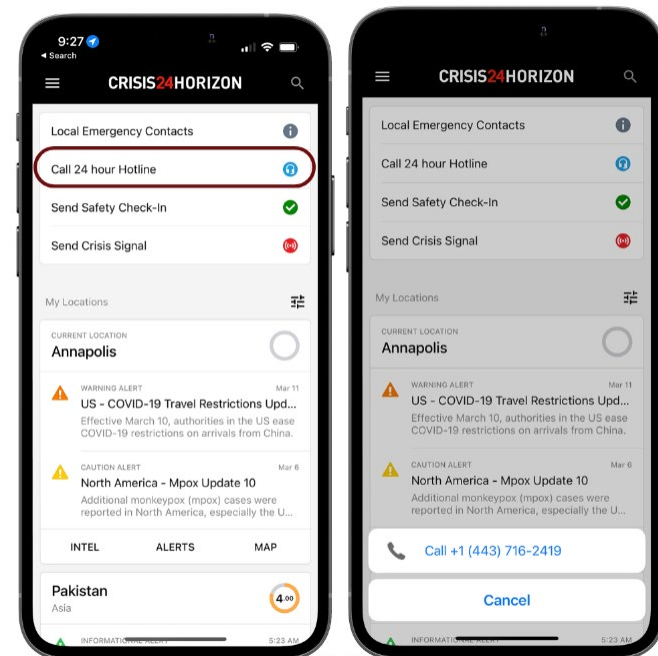 9:27
◄ Search
CRISIS24HORIZON
Local Emergency Contacts
Call 24 hour Hotline
Send Safety Check-In
Send Crisis Signal
My Locations
CURRENT LOCATION
Annapolis
WARNING ALERT Mar 11
US - COVID-19 Travel Restrictions Upd...
Effective March 10, authorities in the US ease
COVID-19 restrictions on arrivals from China.
CAUTION ALERT Mar 6
North America - Mpox Update 10
Additional monkeypox (mpox) cases were
reported in North America, especially the U...
INTEL ALERTS MAP
Pakistan
Asia
4.00
INFORMATIONAL ALERT 5:23 AM
CRISIS24HORIZON
Local Emergency Contacts
Call 24 hour Hotline
Send Safety Check-In
Send Crisis Signal
My Locations
CURRENT LOCATION
Annapolis
WARNING ALERT Mar 11
US - COVID-19 Travel Restrictions Upd...
Effective March 10, authorities in the US ease
COVID-19 restrictions on arrivals from China.
CAUTION ALERT Mar 6
North America - Mpox Update 10
Additional monkeypox (mpox) cases were
reported in North America, especially the U...
Call +1 (443) 716-2419
Cancel
INFORMATIONAL ALERT 5:23 AM